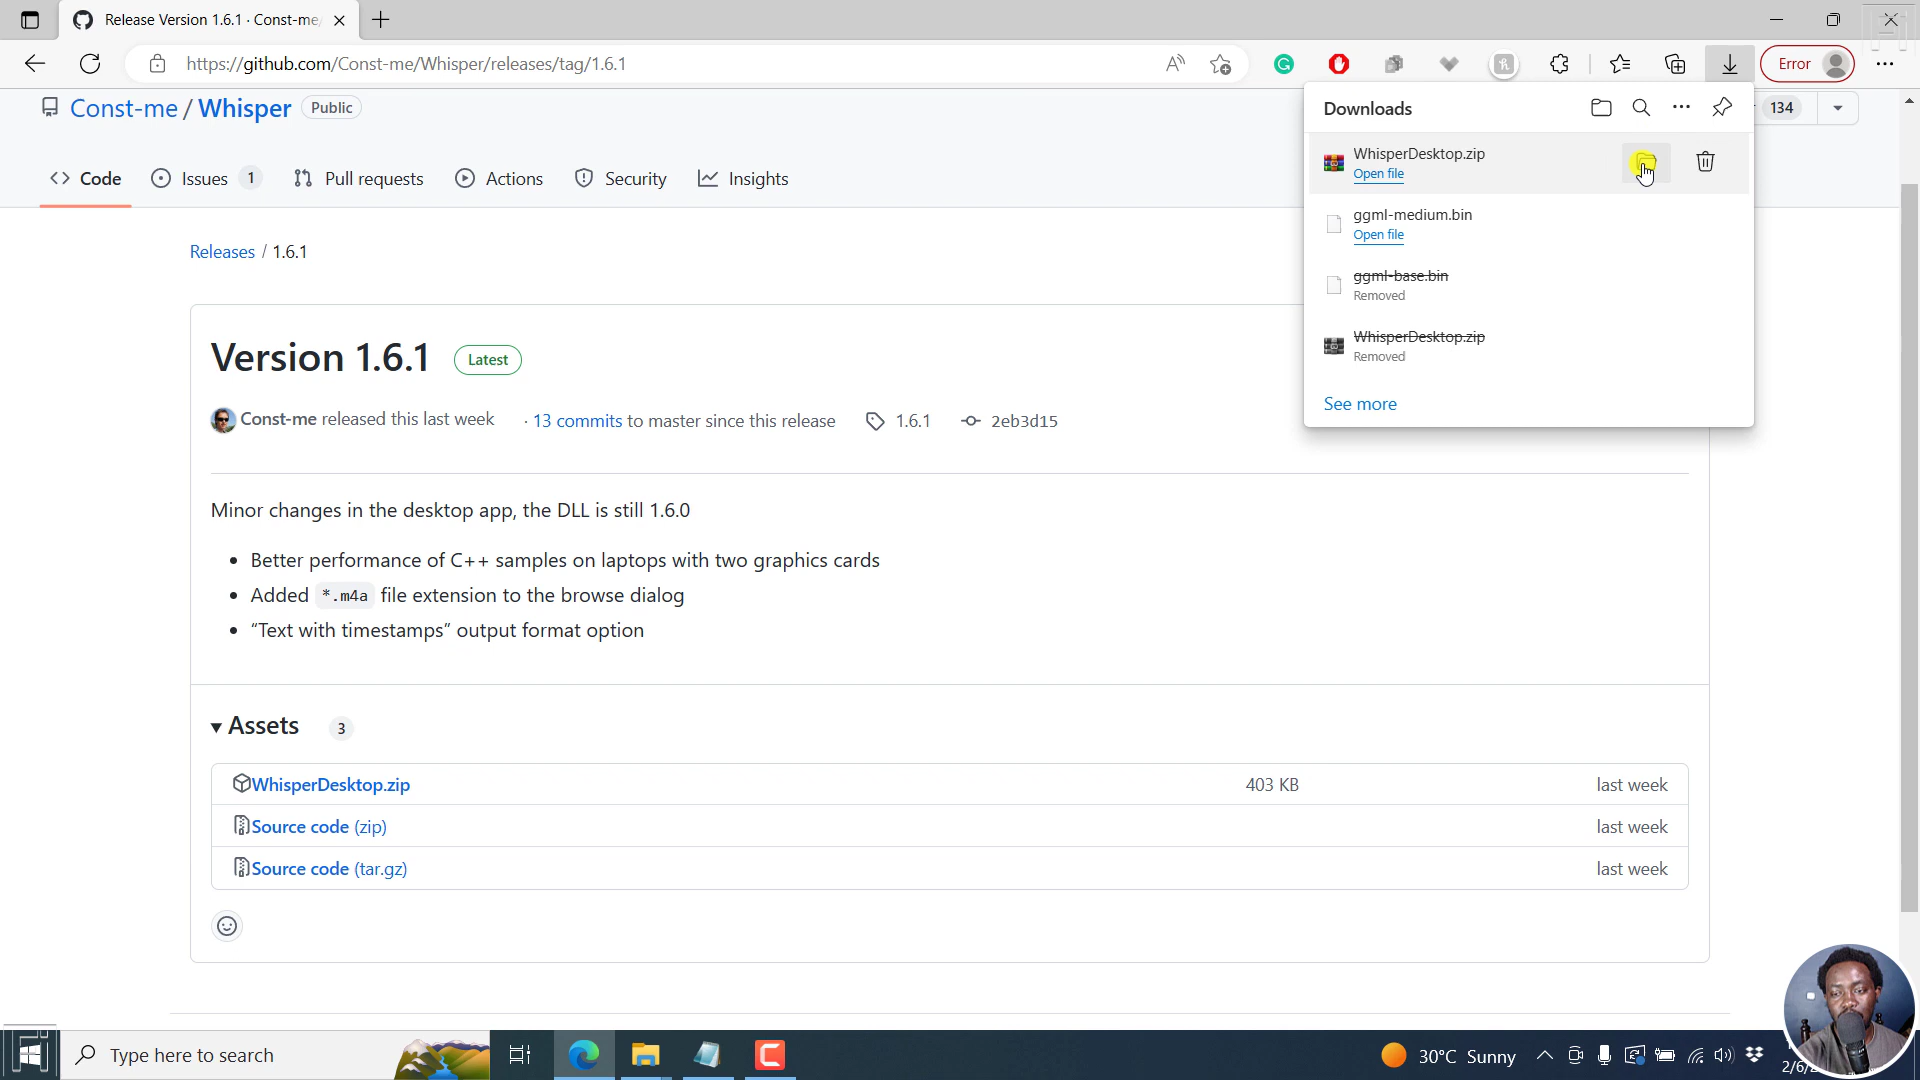 Release Version 1.6.1 · Const-me/
https://github.com/Const-me/Whisper/releases/tag/1.6.1
Error
Const-me / Whisper Public
134
Code
Issues 1
Pull requests
Actions
Security
Insights
Downloads
WhisperDesktop.zip
Open file
ggml-medium.bin
Open file
ggml-base.bin
Removed
WhisperDesktop.zip
Removed
See more
Releases / 1.6.1
Version 1.6.1 Latest
Const-me released this last week · 13 commits to master since this release 1.6.1 2eb3d15
Minor changes in the desktop app, the DLL is still 1.6.0
• Better performance of C++ samples on laptops with two graphics cards
• Added *.m4a file extension to the browse dialog
• “Text with timestamps” output format option
Assets 3
WhisperDesktop.zip 403 KB last week
Source code (zip) last week
Source code (tar.gz) last week
Type here to search
30°C Sunny